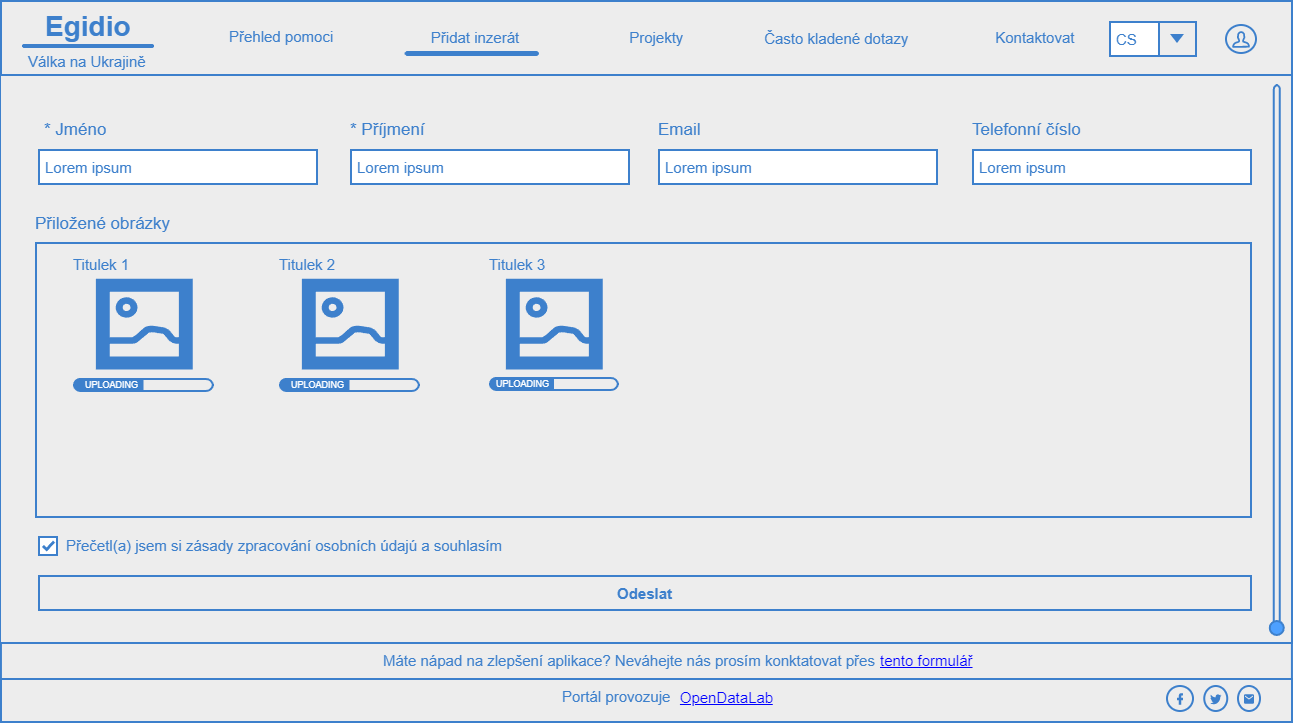 Egidio
Válka na Ukrajině
Přehled pomoci
Přidat inzerát
Projekty
Často kladené dotazy
Kontaktovat
CS
* Jméno
* Příjmení
Email
Telefonní číslo
Lorem ipsum
Lorem ipsum
Lorem ipsum
Lorem ipsum
Přiložené obrázky
Titulek 1
Titulek 2
Titulek 3
UPLOADING
UPLOADING
UPLOADING
Přečetl(a) jsem si zásady zpracování osobních údajů a souhlasím
Odeslat
Máte nápad na zlepšení aplikace? Neváhejte nás prosím konktatovat přes tento formulář
Portál provozuje OpenDataLab